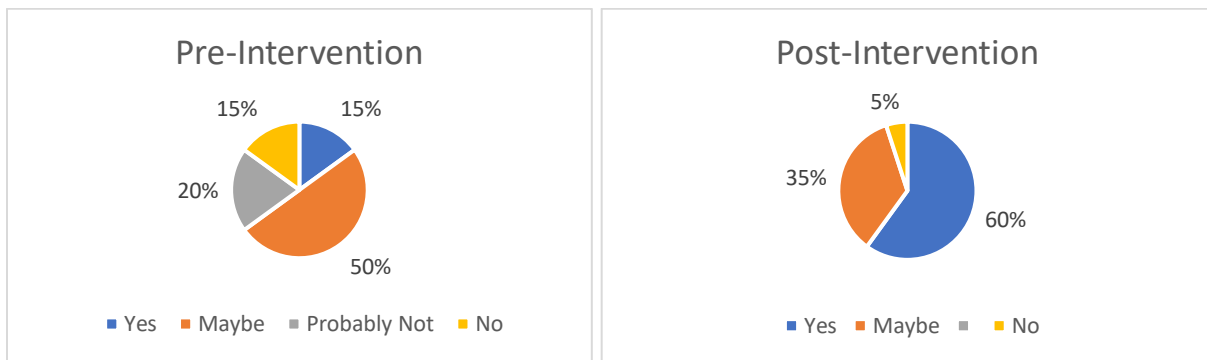 Pre-Intervention
15% 15%
20%
50%
Yes Maybe Probably Not No
Post-Intervention
5%
35%
60%
Yes Maybe No